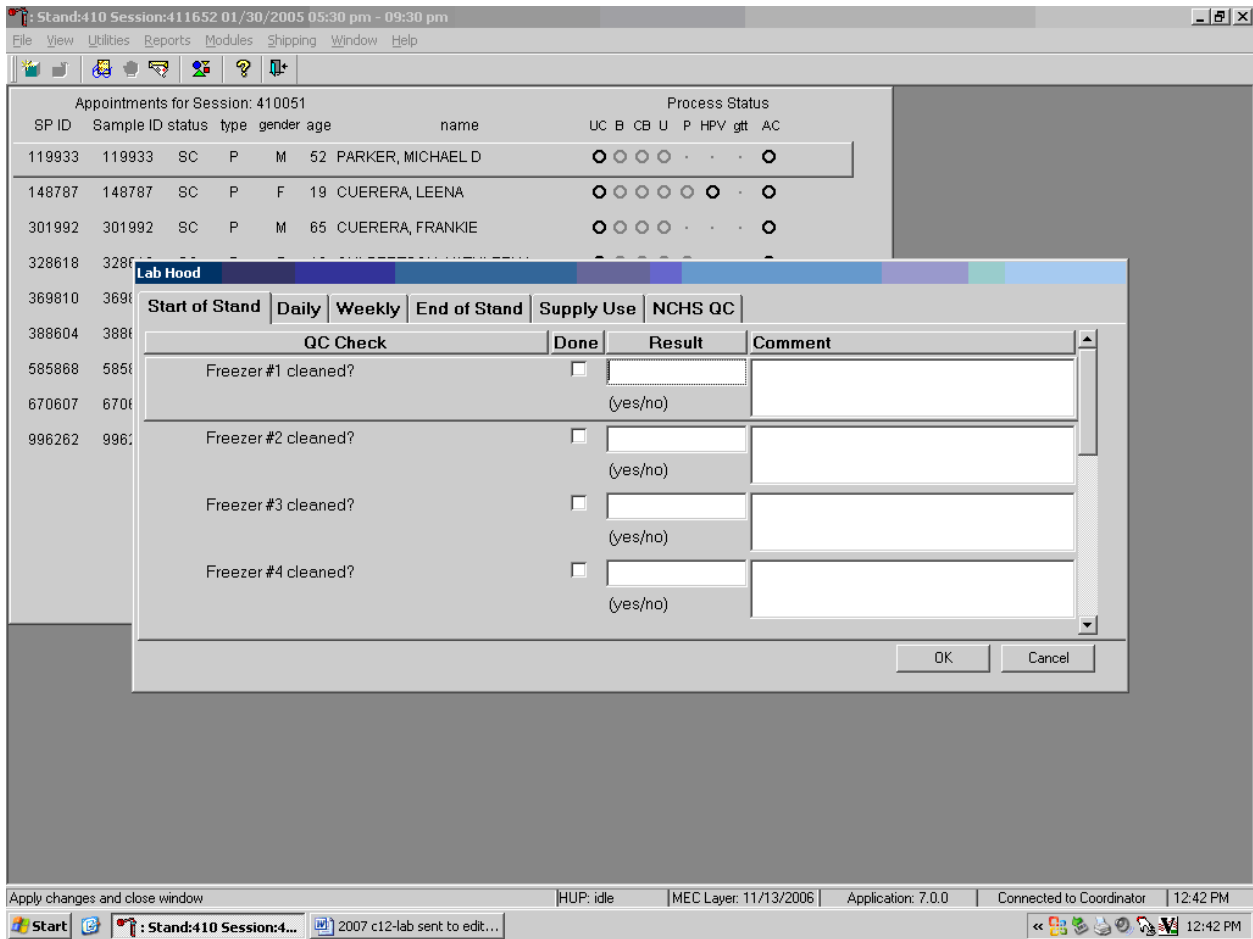 : Stand:410 Session:411652 01/30/2005 05:30 pm - 09:30 pm
File View Utilities Reports Modules Shipping Window Help
Appointments for Session: 410051 Process Status
SP ID Sample ID status type gender age name UC B CB U P HPV gtt AC
119933 119933 SC P M 52 PARKER, MICHAEL D
148787 148787 SC P F 19 CUERERA, LEENA
301992 301992 SC P M 65 CUERERA, FRANKIE
328618
Lab Hood
369810
Start of Stand Daily Weekly End of Stand Supply Use NCHS QC
388604
QC Check Done Result Comment
585868 Freezer #1 cleaned?
670607 (yes/no)
996262 Freezer #2 cleaned?
(yes/no)
Freezer #3 cleaned?
(yes/no)
Freezer #4 cleaned?
(yes/no)
OK Cancel
Apply changes and close window HUP: idle MEC Layer: 11/13/2006 Application: 7.0.0 Connected to Coordinator 12:42 PM
Start : Stand:410 Session:4... 2007 c12-lab sent to edit... « 12:42 PM